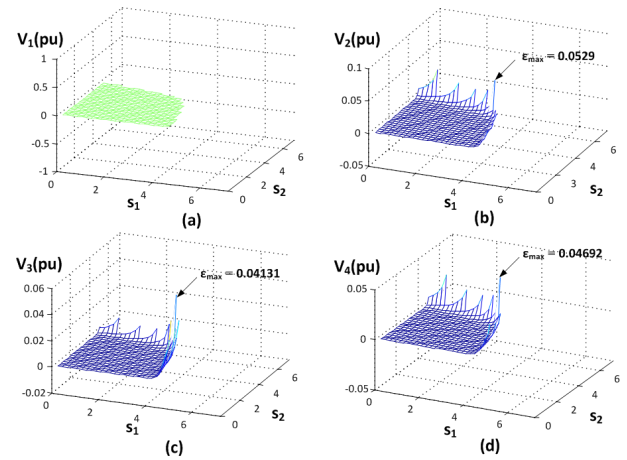 V₁(pu)
1
0.5
0
-0.5
-1
0
2
4
6
S₁
0
2
4
6
S₂
(a)
V₂(pu)
εmax = 0.0529
0.1
0.05
0
-0.05
0
2
4
6
S₁
0
3
4
6
S₂
(b)
V₃(pu)
εmax = 0.04131
0.06
0.04
0.02
0
-0.02
0
2
4
6
S₁
0
2
4
6
S₂
(c)
V₄(pu)
εmax = 0.04692
0.05
0
-0.05
0
2
4
6
S₁
0
2
4
6
S₂
(d)